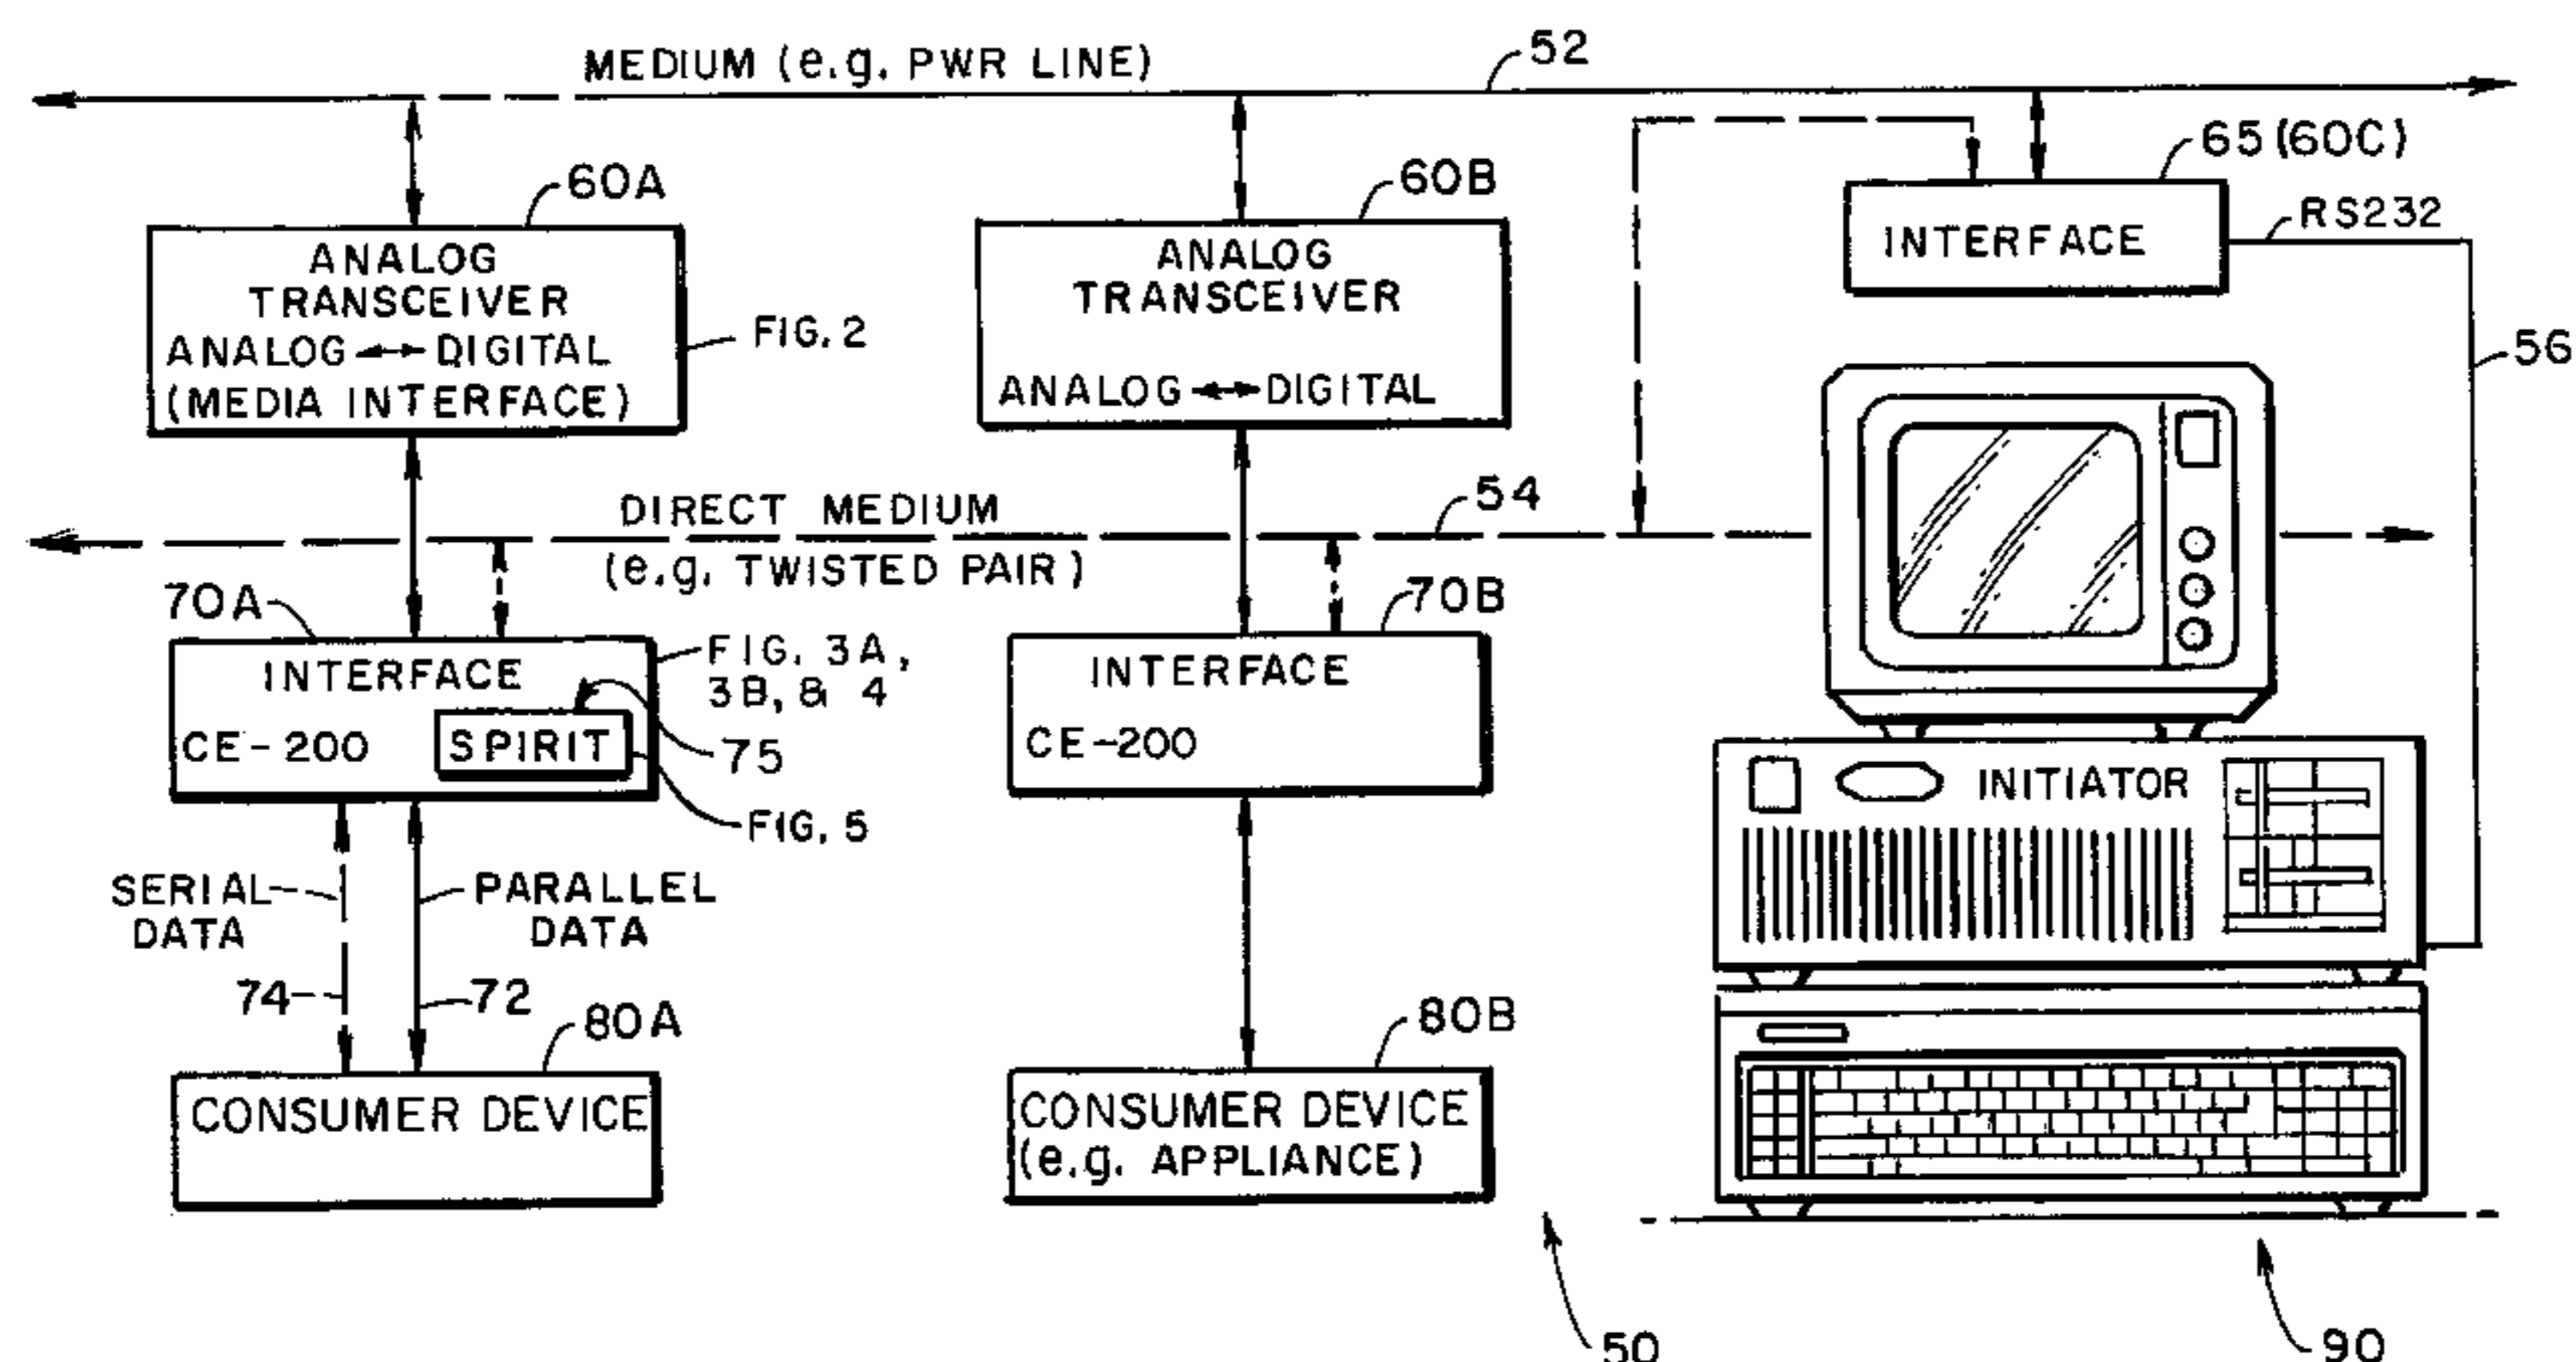 MEDIUM (e.g. PWR LINE)
52
60A
60B
65 (60C)
ANALOG
TRANSCEIVER
ANALOG ↔ DIGITAL
(MEDIA INTERFACE)
FIG. 2
ANALOG
TRANSCEIVER
ANALOG ↔ DIGITAL
INTERFACE
RS232
56
DIRECT MEDIUM
(e.g. TWISTED PAIR)
54
70A
INTERFACE
CE-200
SPIRIT
FIG. 3A,
3B, & 4
75
FIG. 5
70B
INTERFACE
CE-200
INITIATOR
SERIAL
DATA
PARALLEL
DATA
74
72
80A
CONSUMER DEVICE
80B
CONSUMER DEVICE
(e.g. APPLIANCE)
50
90